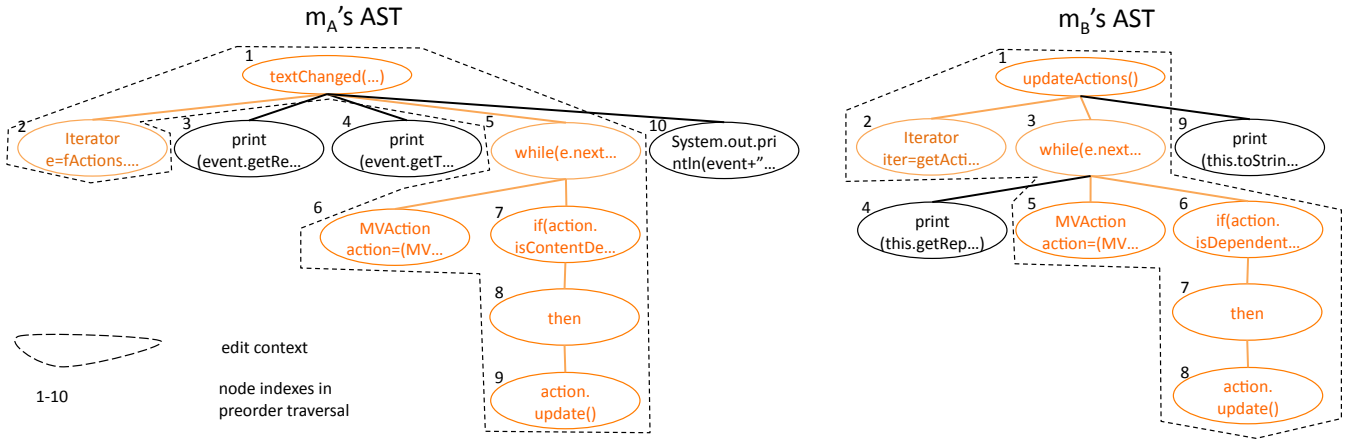 mA's AST
mB's AST
1
textChanged(...)
2
Iterator
e=fActions....
3
print
(event.getRe...
4
print
(event.getT...
5
while(e.next...
10
System.out.pri
ntln(event+”...
6
MVAction
action=(MV...
7
if(action.
isContentDe...
8
then
9
action.
update()
1
updateActions()
2
Iterator
iter=getActi...
3
while(e.next...
9
print
(this.toStrin...
4
print
(this.getRep...)
5
MVAction
action=(MV...
6
if(action.
isDependent...
7
then
8
action.
update()
edit context
1-10
node indexes in
preorder traversal